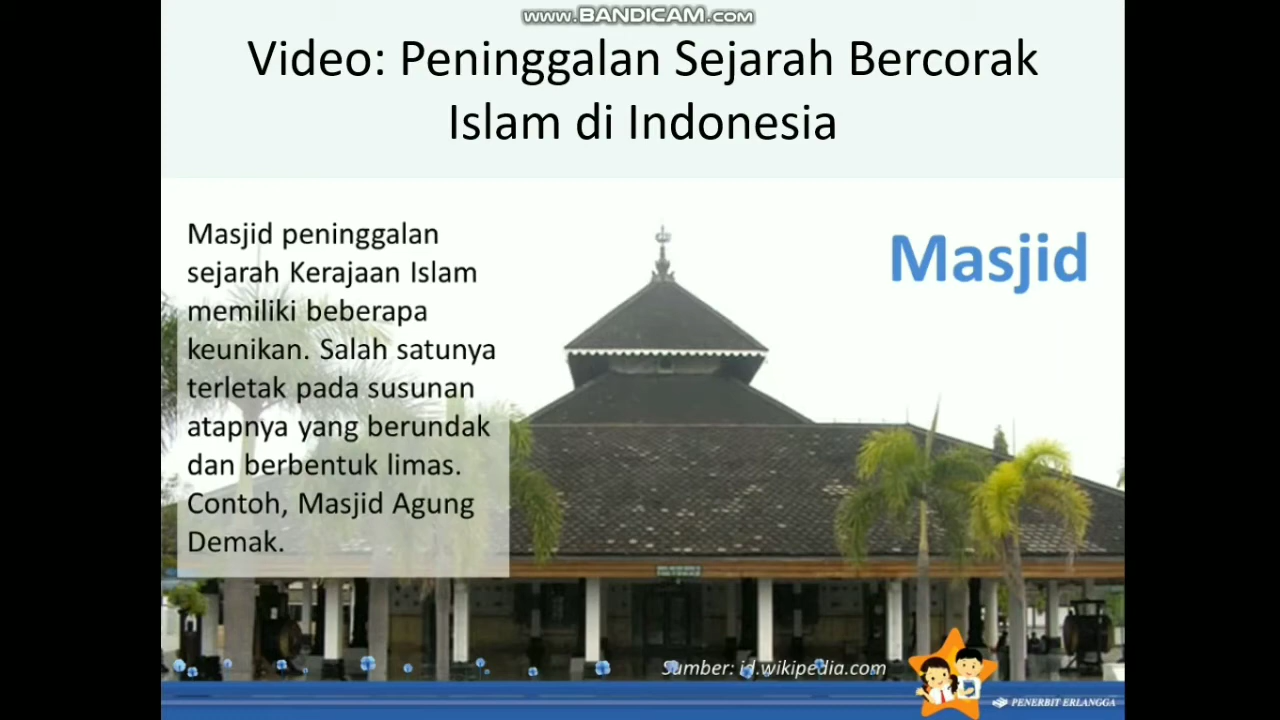 www.BANDICAM.com
Video: Peninggalan Sejarah Bercorak
Islam di Indonesia
Masjid peninggalan
sejarah Kerajaan Islam
memiliki beberapa
keunikan. Salah satunya
terletak pada susunan
atapnya yang berundak
dan berbentuk limas.
Contoh, Masjid Agung
Demak.
Masjid
Sumber: id.wikipedia.com
PENERBIT ERLANGGA